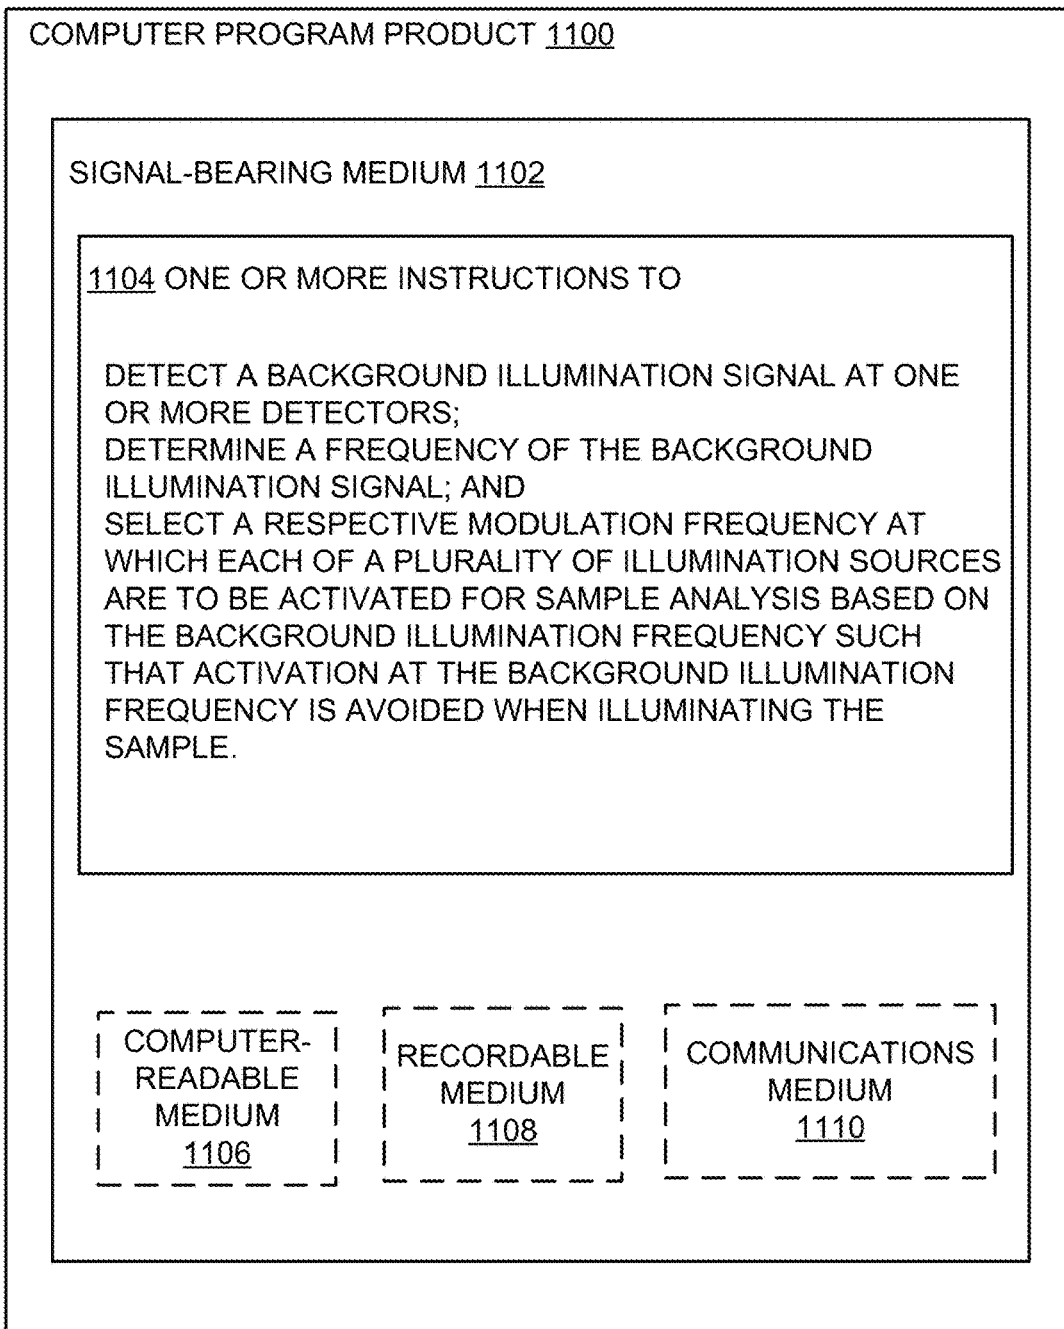 COMPUTER PROGRAM PRODUCT 1100
SIGNAL-BEARING MEDIUM 1102
1104 ONE OR MORE INSTRUCTIONS TO
DETECT A BACKGROUND ILLUMINATION SIGNAL AT ONE
OR MORE DETECTORS;
DETERMINE A FREQUENCY OF THE BACKGROUND
ILLUMINATION SIGNAL; AND
SELECT A RESPECTIVE MODULATION FREQUENCY AT
WHICH EACH OF A PLURALITY OF ILLUMINATION SOURCES
ARE TO BE ACTIVATED FOR SAMPLE ANALYSIS BASED ON
THE BACKGROUND ILLUMINATION FREQUENCY SUCH
THAT ACTIVATION AT THE BACKGROUND ILLUMINATION
FREQUENCY IS AVOIDED WHEN ILLUMINATING THE
SAMPLE.
COMPUTER-
READABLE
MEDIUM
1106
RECORDABLE
MEDIUM
1108
COMMUNICATIONS
MEDIUM
1110